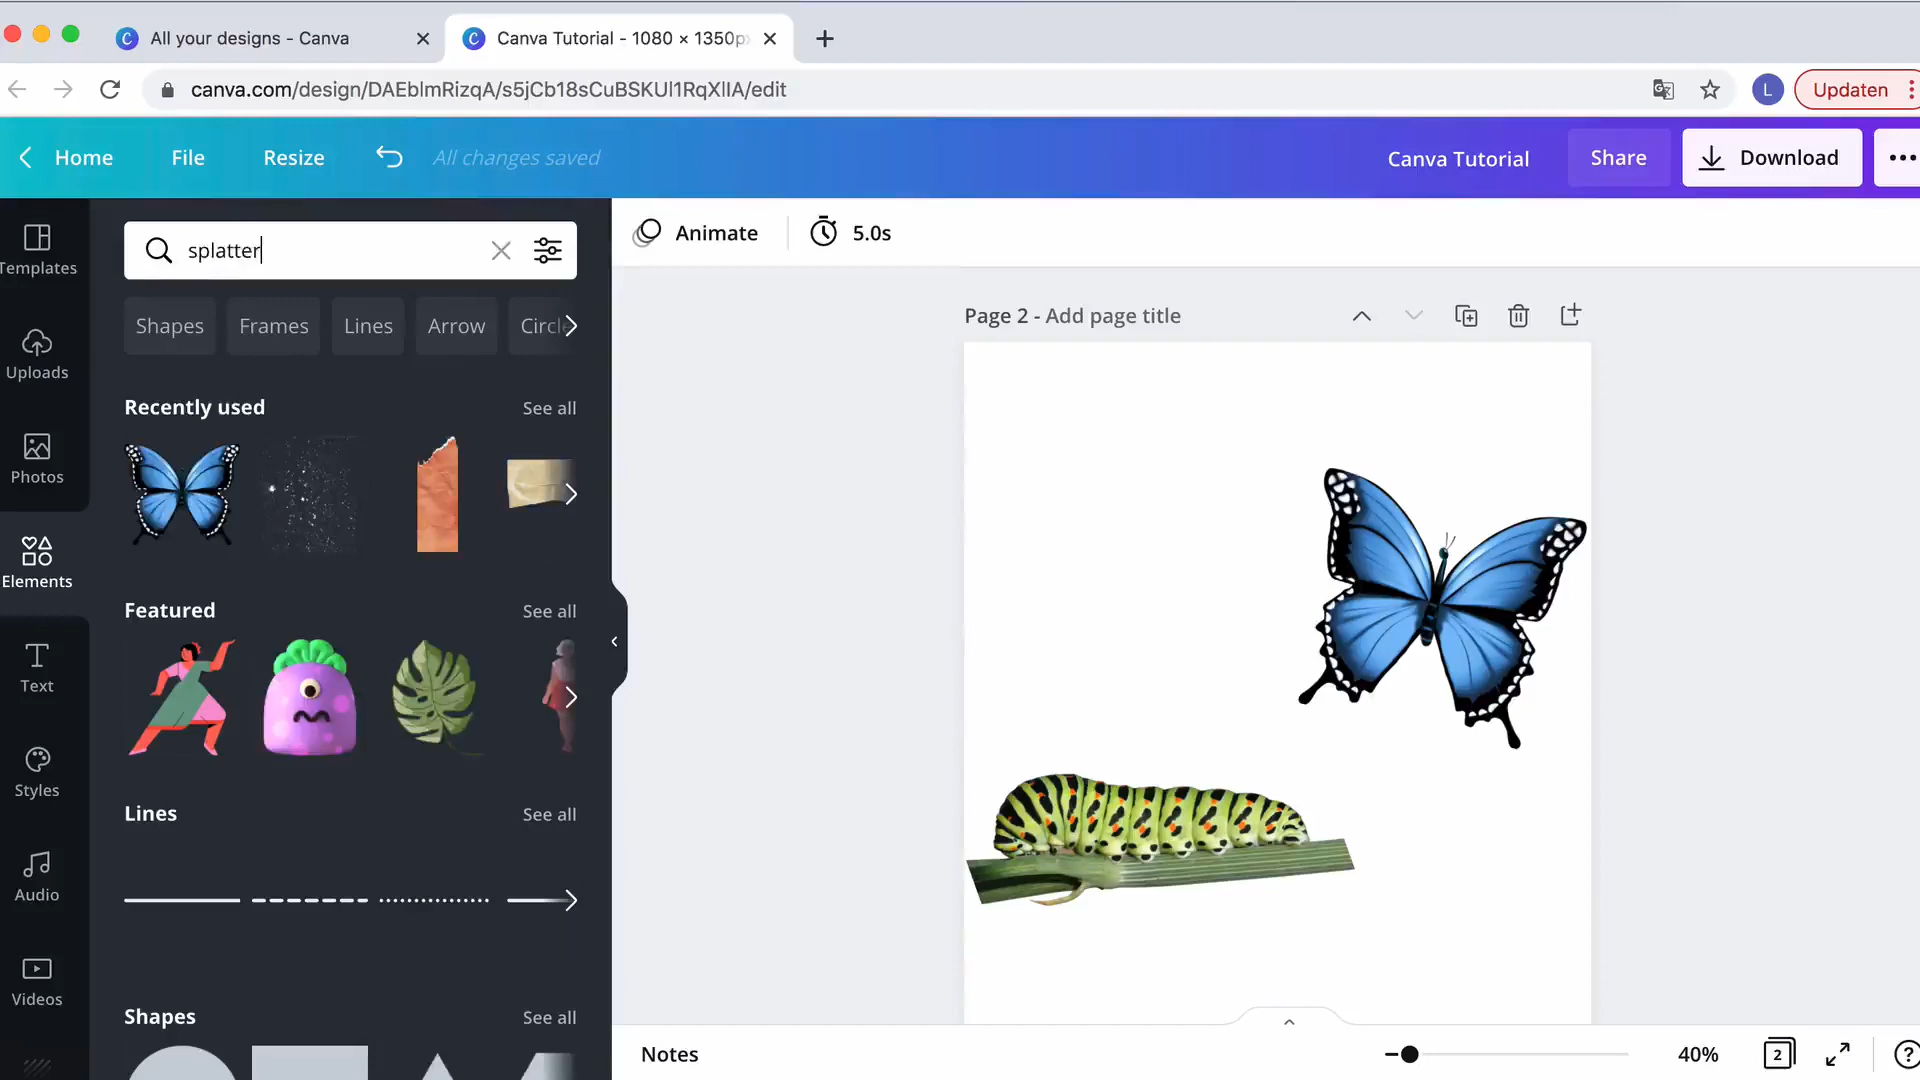 All your designs - Canva
Canva Tutorial - 1080 × 1350px
canva.com/design/DAEblmRizqA/s5jCb18sCuBSKUl1RqXlIA/edit
L
Updaten
Home
File
Resize
All changes saved
Canva Tutorial
Share
Download
Templates
Uploads
Photos
Elements
Text
Styles
Audio
Videos
splatter
Shapes
Frames
Lines
Arrow
Circle
Recently used
See all
Featured
See all
Lines
See all
Shapes
See all
Animate
5.0s
Page 2 - Add page title
Notes
40%
2
?